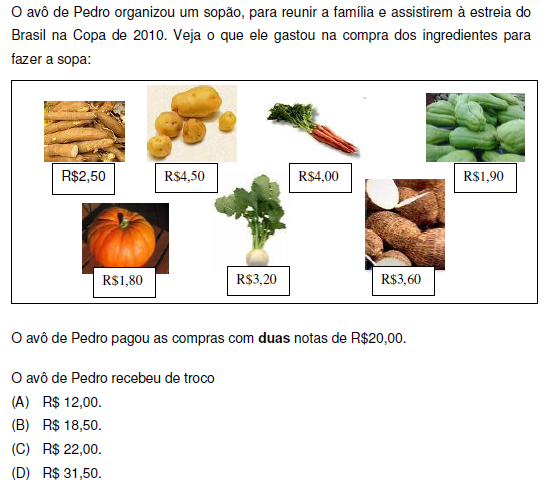 O avô de Pedro organizou um sopão, para reunir a família e assistirem à estreia do
Brasil na Copa de 2010. Veja o que ele gastou na compra dos ingredientes para
fazer a sopa:
R$2,50
R$4,50
R$4,00
R$1,90
R$1,80
R$3,20
R$3,60
O avô de Pedro pagou as compras com duas notas de R$20,00.
O avô de Pedro recebeu de troco
(A) R$ 12,00.
(B) R$ 18,50.
(C) R$ 22,00.
(D) R$ 31,50.